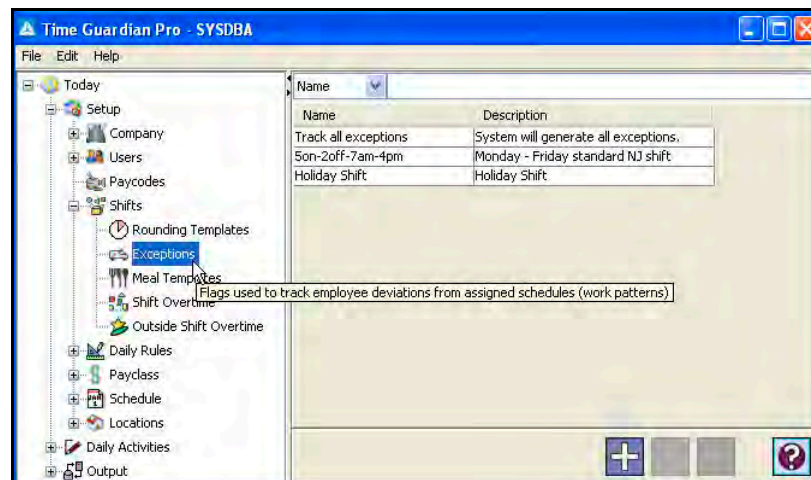 Time Guardian Pro - SYSDBA
File Edit Help
Today
Setup
Company
Users
Paycodes
Shifts
Rounding Templates
Exceptions
Meal Templates
Shift Overtime
Outside Shift Overtime
Daily Rules
Payclass
Schedule
Locations
Daily Activities
Output
Name
Name Description
Track all exceptions System will generate all exceptions.
5on-2off-7am-4pm Monday - Friday standard NJ shift
Holiday Shift Holiday Shift
Flags used to track employee deviations from assigned schedules (work patterns)